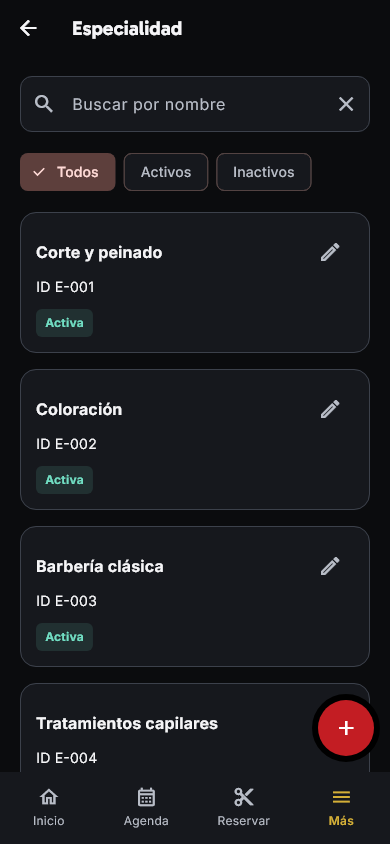 Especialidad
Buscar por nombre
Todos
Activos
Inactivos
Corte y peinado
ID E-001
Activa
Coloración
ID E-002
Activa
Barbería clásica
ID E-003
Activa
Tratamientos capilares
ID E-004
Inicio
Agenda
Reservar
Más